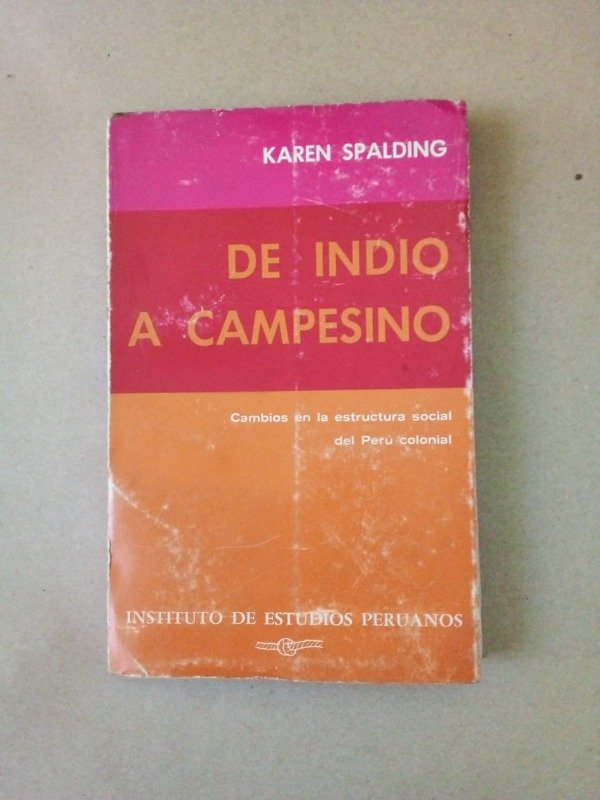 KAREN SPALDING
DE INDIO
A CAMPESINO
Cambios en la estructura social
del Perú colonial
INSTITUTO DE ESTUDIOS PERUANOS